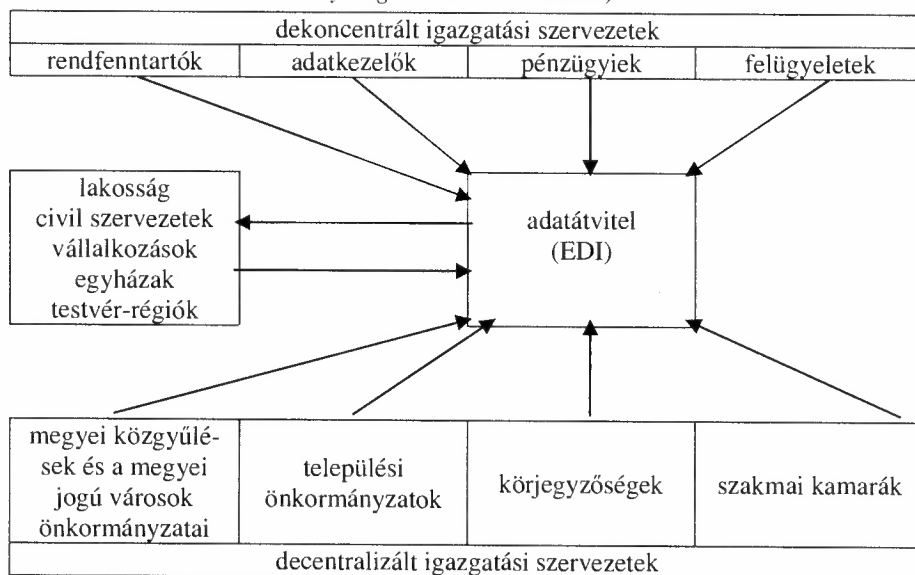 dekoncentrált igazgatási szervezetek
rendfenntartók adatkezelők pénzügyiek felügyeletek
lakosság
civil szervezetek
vállalkozások
egyházak
testvér-régiók
adatátvitel
(EDI)
megyei közgyűlé-
sek és a megyei
jogú városok
önkormányzatai
települési
önkormányzatok
körjegyzőségek
szakmai kamarák
decentralizált igazgatási szervezetek